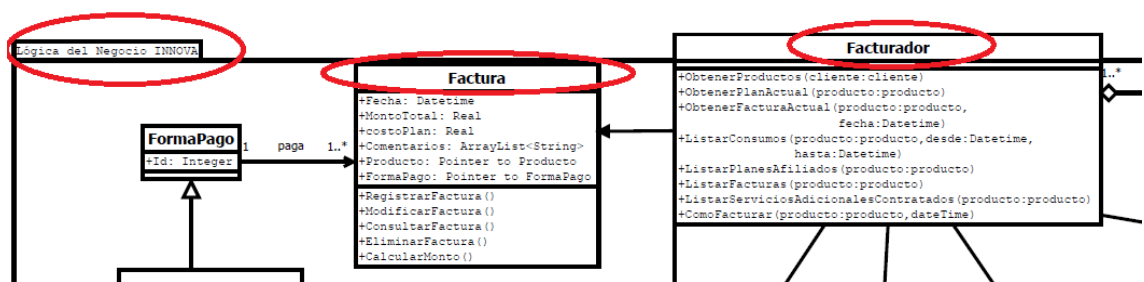 Lógica del Negocio INNOVA
FormaPago
+Id: Integer
1 paga 1..*
Factura
+Fecha: Datetime
+MontoTotal: Real
+costoPlan: Real
+Comentarios: ArrayList<String>
+Producto: Pointer to Producto
+FormaPago: Pointer to FormaPago
+RegistrarFactura()
+ModificarFactura()
+ConsultarFactura()
+EliminarFactura()
+CalcularMonto()
Facturador
+ObtenerProductos(cliente:cliente)
+ObtenerPlanActual(producto:producto)
+ObtenerFacturaActual(producto:producto,
fecha:Datetime)
+ListarConsumos(producto:producto,desde:Datetime,
hasta:Datetime)
+ListarPlanesAfiliados(producto:producto)
+ListarFacturas(producto:producto)
+ListarServiciosAdicionalesContratados(producto:producto)
+ComoFacturar(producto:producto,dateTime)
1..*